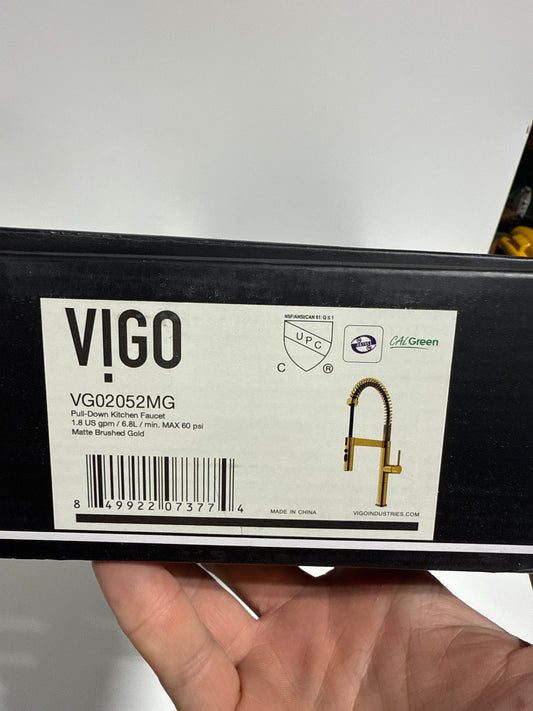 VIGO
NSF/ANSI/CAN 61: Q ≤ 1
UPC
C ®
CALGreen
VG02052MG
Pull-Down Kitchen Faucet
1.8 US gpm / 6.8L / min. MAX 60 psi
Matte Brushed Gold
8 49922 07377 4
MADE IN CHINA
VIGOINDUSTRIES.COM